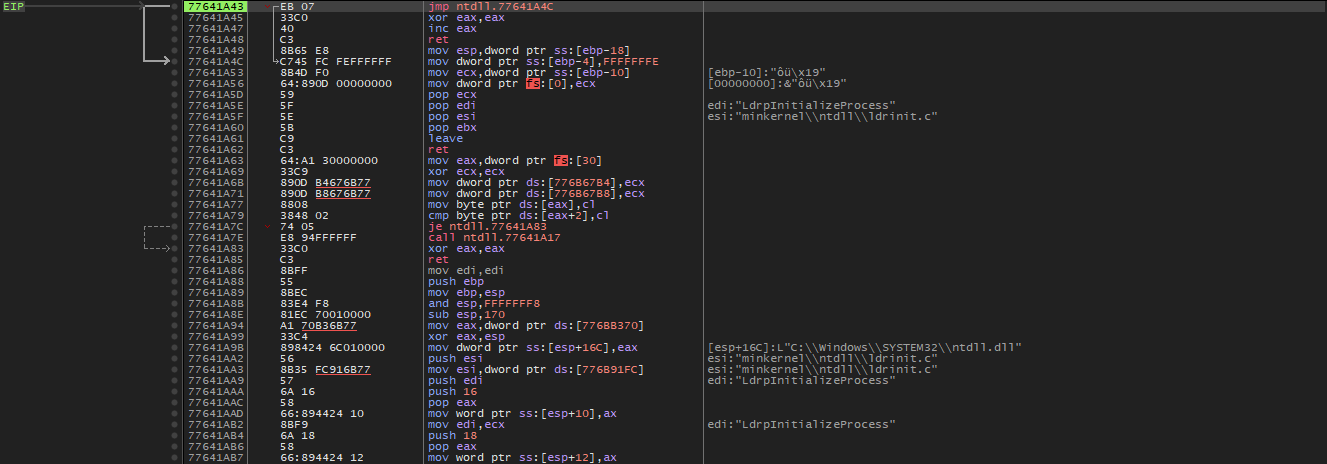 EIP 77641A43 EB 07 jmp ntdll.77641A4C
77641A45 33C0 xor eax,eax
77641A47 40 inc eax
77641A48 C3 ret
77641A49 8B65 E8 mov esp,dword ptr ss:[ebp-18]
77641A4C C745 FC FEFFFFFF mov dword ptr ss:[ebp-4],FFFFFFFE
77641A53 8B4D F0 mov ecx,dword ptr ss:[ebp-10] [ebp-10]:"ôü\x19"
77641A56 64:890D 00000000 mov dword ptr fs:[0],ecx [00000000]:&"ôü\x19"
77641A5D 59 pop ecx
77641A5E 5F pop edi edi:"LdrpInitializeProcess"
77641A5F 5E pop esi esi:"minkernel\\ntdll\\ldrinit.c"
77641A60 5B pop ebx
77641A61 C9 leave
77641A62 C3 ret
77641A63 64:A1 30000000 mov eax,dword ptr fs:[30]
77641A69 33C9 xor ecx,ecx
77641A6B 890D B4676B77 mov dword ptr ds:[776B67B4],ecx
77641A71 890D B8676B77 mov dword ptr ds:[776B67B8],ecx
77641A77 8808 mov byte ptr ds:[eax],cl
77641A79 3848 02 cmp byte ptr ds:[eax+2],cl
77641A7C 74 05 je ntdll.77641A83
77641A7E E8 94FFFFFF call ntdll.77641A17
77641A83 33C0 xor eax,eax
77641A85 C3 ret
77641A86 8BFF mov edi,edi
77641A88 55 push ebp
77641A89 8BEC mov ebp,esp
77641A8B 83E4 F8 and esp,FFFFFFF8
77641A8E 81EC 70010000 sub esp,170
77641A94 A1 70B36B77 mov eax,dword ptr ds:[776BB370]
77641A99 33C4 xor eax,esp
77641A9B 898424 6C010000 mov dword ptr ss:[esp+16C],eax [esp+16C]:L"C:\\Windows\\SYSTEM32\\ntdll.dll"
77641AA2 56 push esi esi:"minkernel\\ntdll\\ldrinit.c"
77641AA3 8B35 FC916B77 mov esi,dword ptr ds:[776B91FC] esi:"minkernel\\ntdll\\ldrinit.c"
77641AA9 57 push edi edi:"LdrpInitializeProcess"
77641AAA 6A 16 push 16
77641AAC 58 pop eax
77641AAD 66:894424 10 mov word ptr ss:[esp+10],ax
77641AB2 8BF9 mov edi,ecx edi:"LdrpInitializeProcess"
77641AB4 6A 18 push 18
77641AB6 58 pop eax
77641AB7 66:894424 12 mov word ptr ss:[esp+12],ax